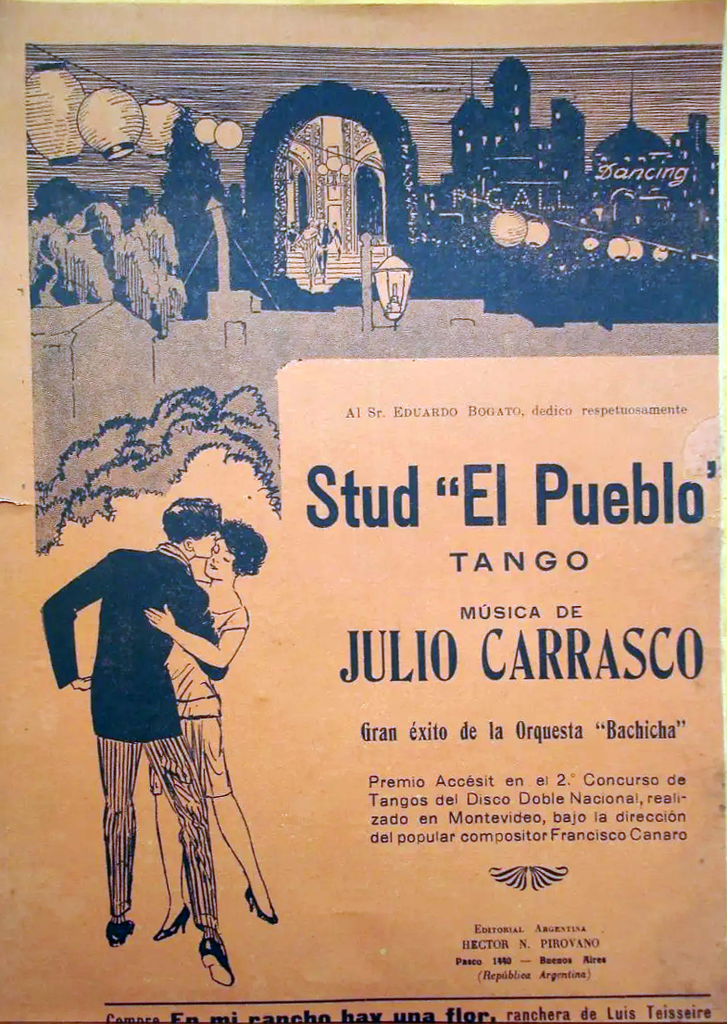 Dancing
PIGALL
Al Sr. EDUARDO BOGATO, dedico respetuosamente
Stud “El Pueblo”
TANGO
MÚSICA DE
JULIO CARRASCO
Gran éxito de la Orquesta “Bachicha”
Premio Accésit en el 2.º Concurso de
Tangos del Disco Doble Nacional, reali-
zado en Montevideo, bajo la dirección
del popular compositor Francisco Canaro
EDITORIAL ARGENTINA
HECTOR N. PIROVANO
Pasco 1440 — Buenos Aires
(República Argentina)
Compre En mi rancho hay una flor, ranchera de Luis Teisseire